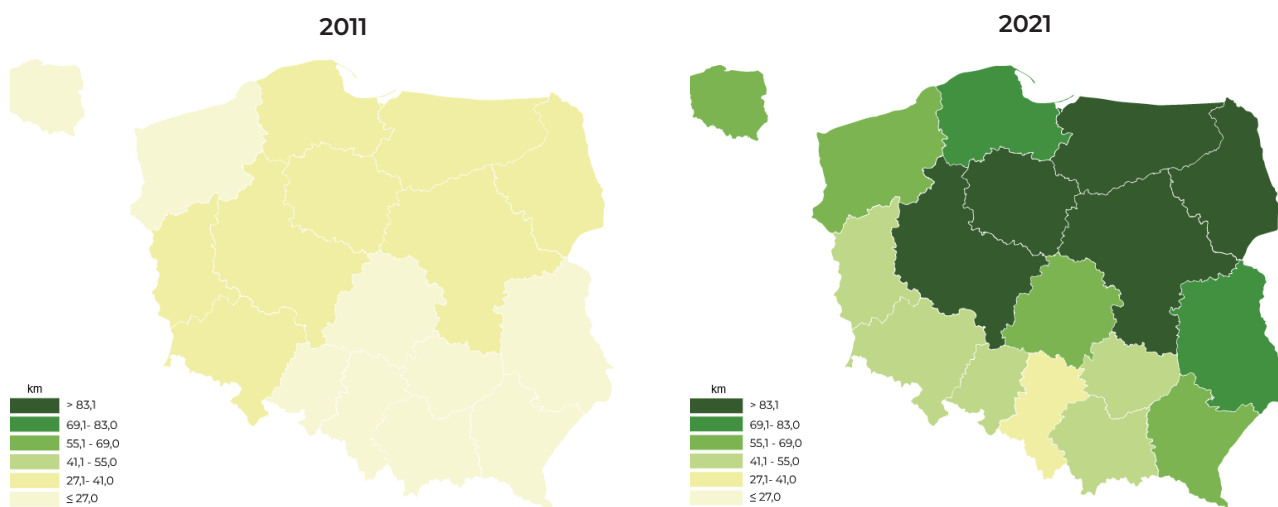 2011
km
> 83,1
69,1- 83,0
55,1 - 69,0
41,1 - 55,0
27,1- 41,0
≤ 27,0
2021
km
> 83,1
69,1- 83,0
55,1 - 69,0
41,1 - 55,0
27,1- 41,0
≤ 27,0